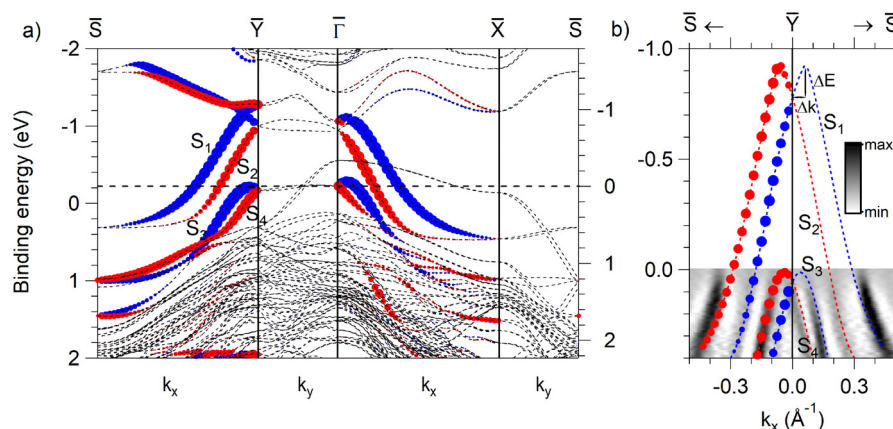 a)
S̅ Y̅ Γ̅ X̅ S̅
Binding energy (eV)
-2
-1
0
1
2
-1
0
1
2
S₁
S₂
S₃
S₄
kₓ k_y kₓ k_y
b)
S̅ ← Y̅ → S̅
-1.0
-0.5
0.0
ΔE
Δk
S₁
max
min
S₂
S₃
S₄
-0.3 0.0 0.3
kₓ (Å⁻¹)